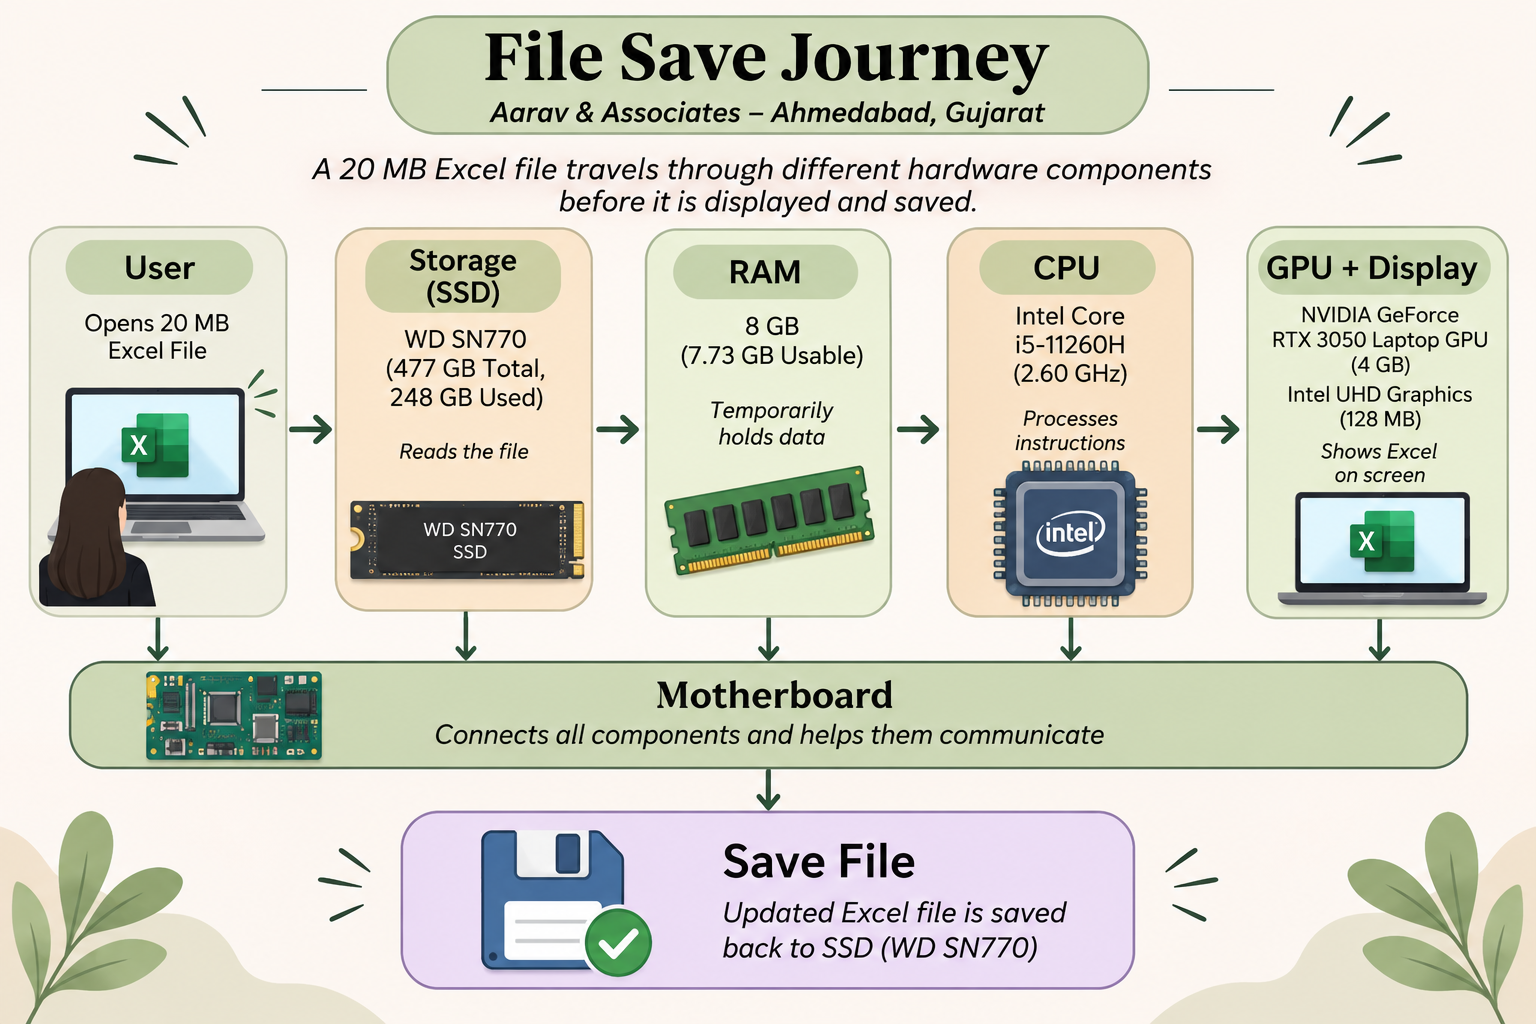 File Save Journey
Aarav & Associates – Ahmedabad, Gujarat
A 20 MB Excel file travels through different hardware components
before it is displayed and saved.
User
Opens 20 MB
Excel File
X
Storage
(SSD)
WD SN770
(477 GB Total,
248 GB Used)
Reads the file
WD SN770
SSD
RAM
8 GB
(7.73 GB Usable)
Temporarily
holds data
CPU
Intel Core
i5-11260H
(2.60 GHz)
Processes
instructions
intel
GPU + Display
NVIDIA GeForce
RTX 3050 Laptop GPU
(4 GB)
Intel UHD Graphics
(128 MB)
Shows Excel
on screen
X
Motherboard
Connects all components and helps them communicate
Save File
Updated Excel file is saved
back to SSD (WD SN770)